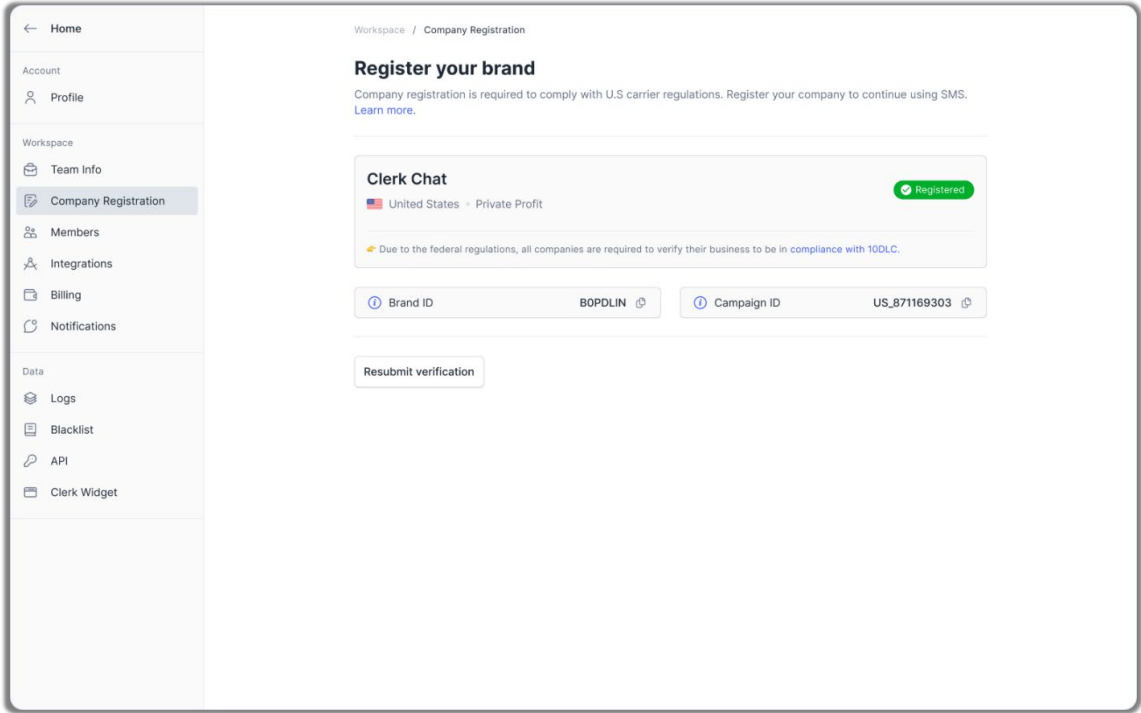 Home
Account
Profile
Workspace
Team Info
Company Registration
Members
Integrations
Billing
Notifications
Data
Logs
Blacklist
API
Clerk Widget
Workspace / Company Registration
Register your brand
Company registration is required to comply with U.S carrier regulations. Register your company to continue using SMS.
Learn more.
Clerk Chat
Registered
United States • Private Profit
👉 Due to the federal regulations, all companies are required to verify their business to be in compliance with 10DLC.
Brand ID B0PDLIN
Campaign ID US_871169303
Resubmit verification